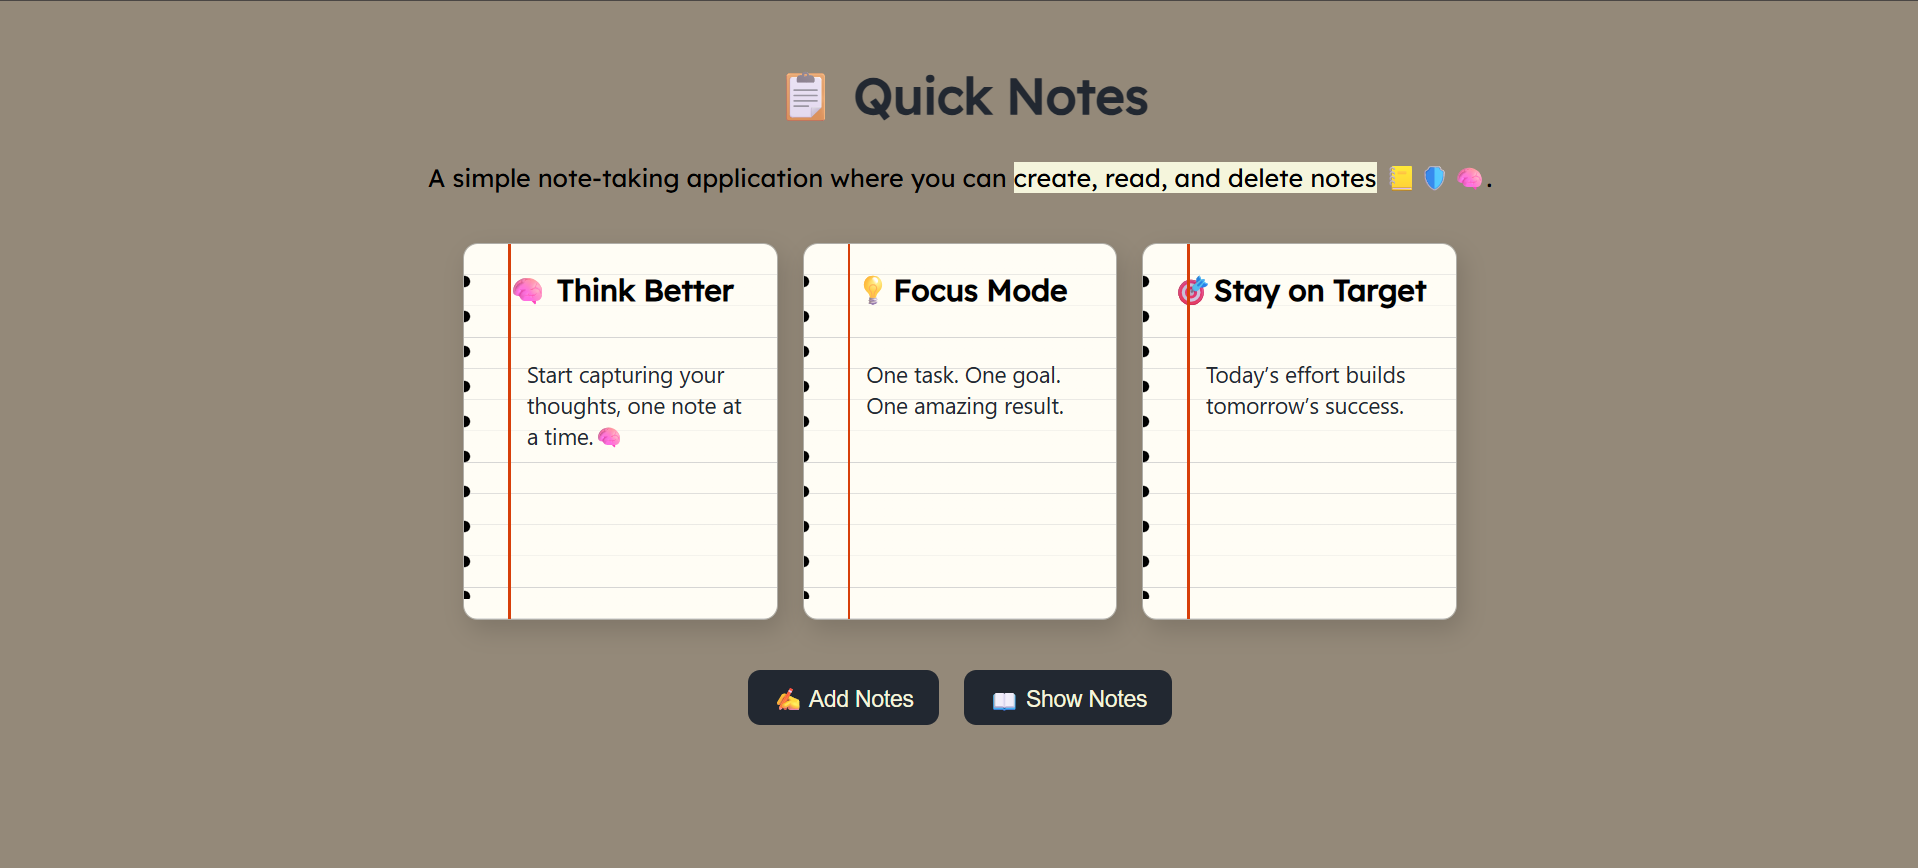 📋 Quick Notes
A simple note-taking application where you can create, read, and delete notes 📒 🛡️ 🧠.
🧠 Think Better
Start capturing your
thoughts, one note at
a time. 🧠
💡 Focus Mode
One task. One goal.
One amazing result.
🎯 Stay on Target
Today’s effort builds
tomorrow’s success.
✍️ Add Notes
📖 Show Notes